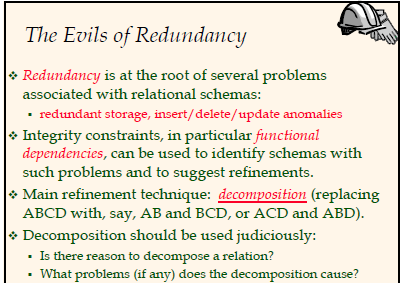 The Evils of Redundancy
❖ Redundancy is at the root of several problems
associated with relational schemas:
▪ redundant storage, insert/delete/update anomalies
❖ Integrity constraints, in particular functional
dependencies, can be used to identify schemas with
such problems and to suggest refinements.
❖ Main refinement technique: decomposition (replacing
ABCD with, say, AB and BCD, or ACD and ABD).
❖ Decomposition should be used judiciously:
▪ Is there reason to decompose a relation?
▪ What problems (if any) does the decomposition cause?